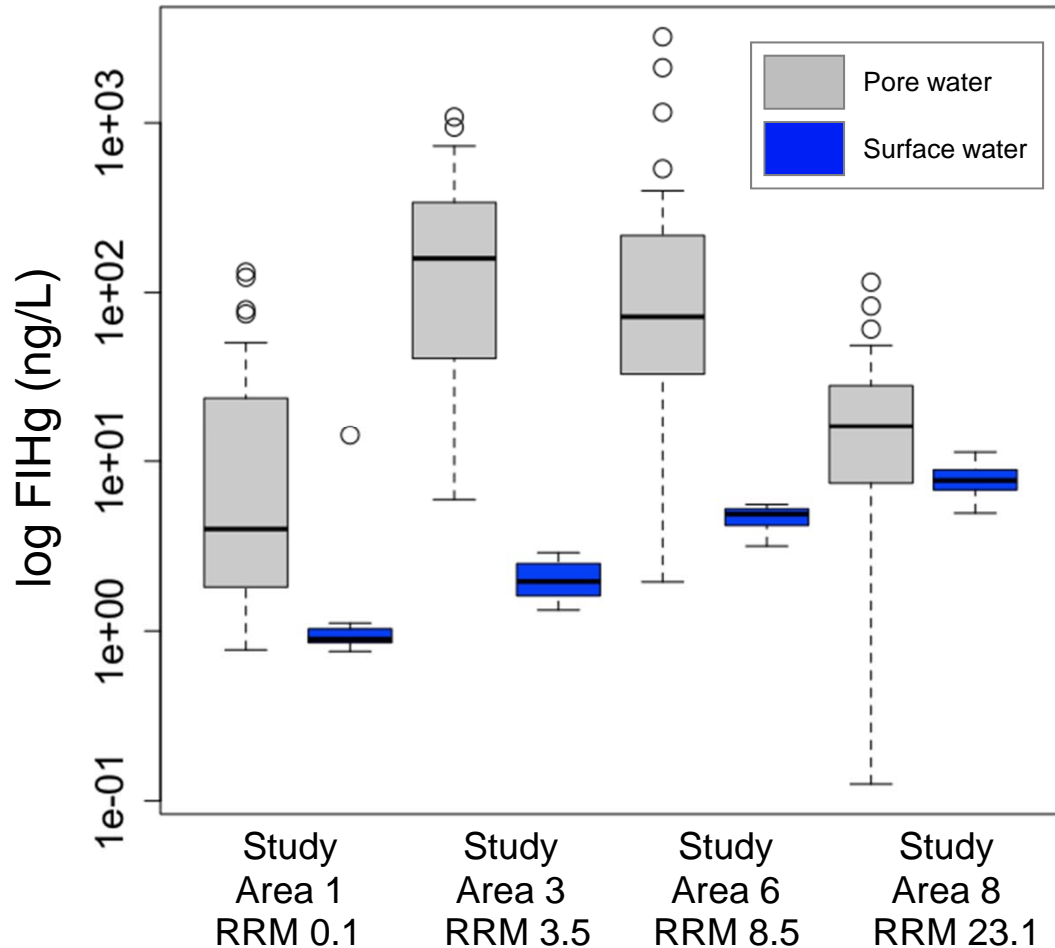 Pore water
Surface water
log FIHg (ng/L)
1e+03
1e+02
1e+01
1e+00
1e-01
Study
Area 1
RRM 0.1
Study
Area 3
RRM 3.5
Study
Area 6
RRM 8.5
Study
Area 8
RRM 23.1